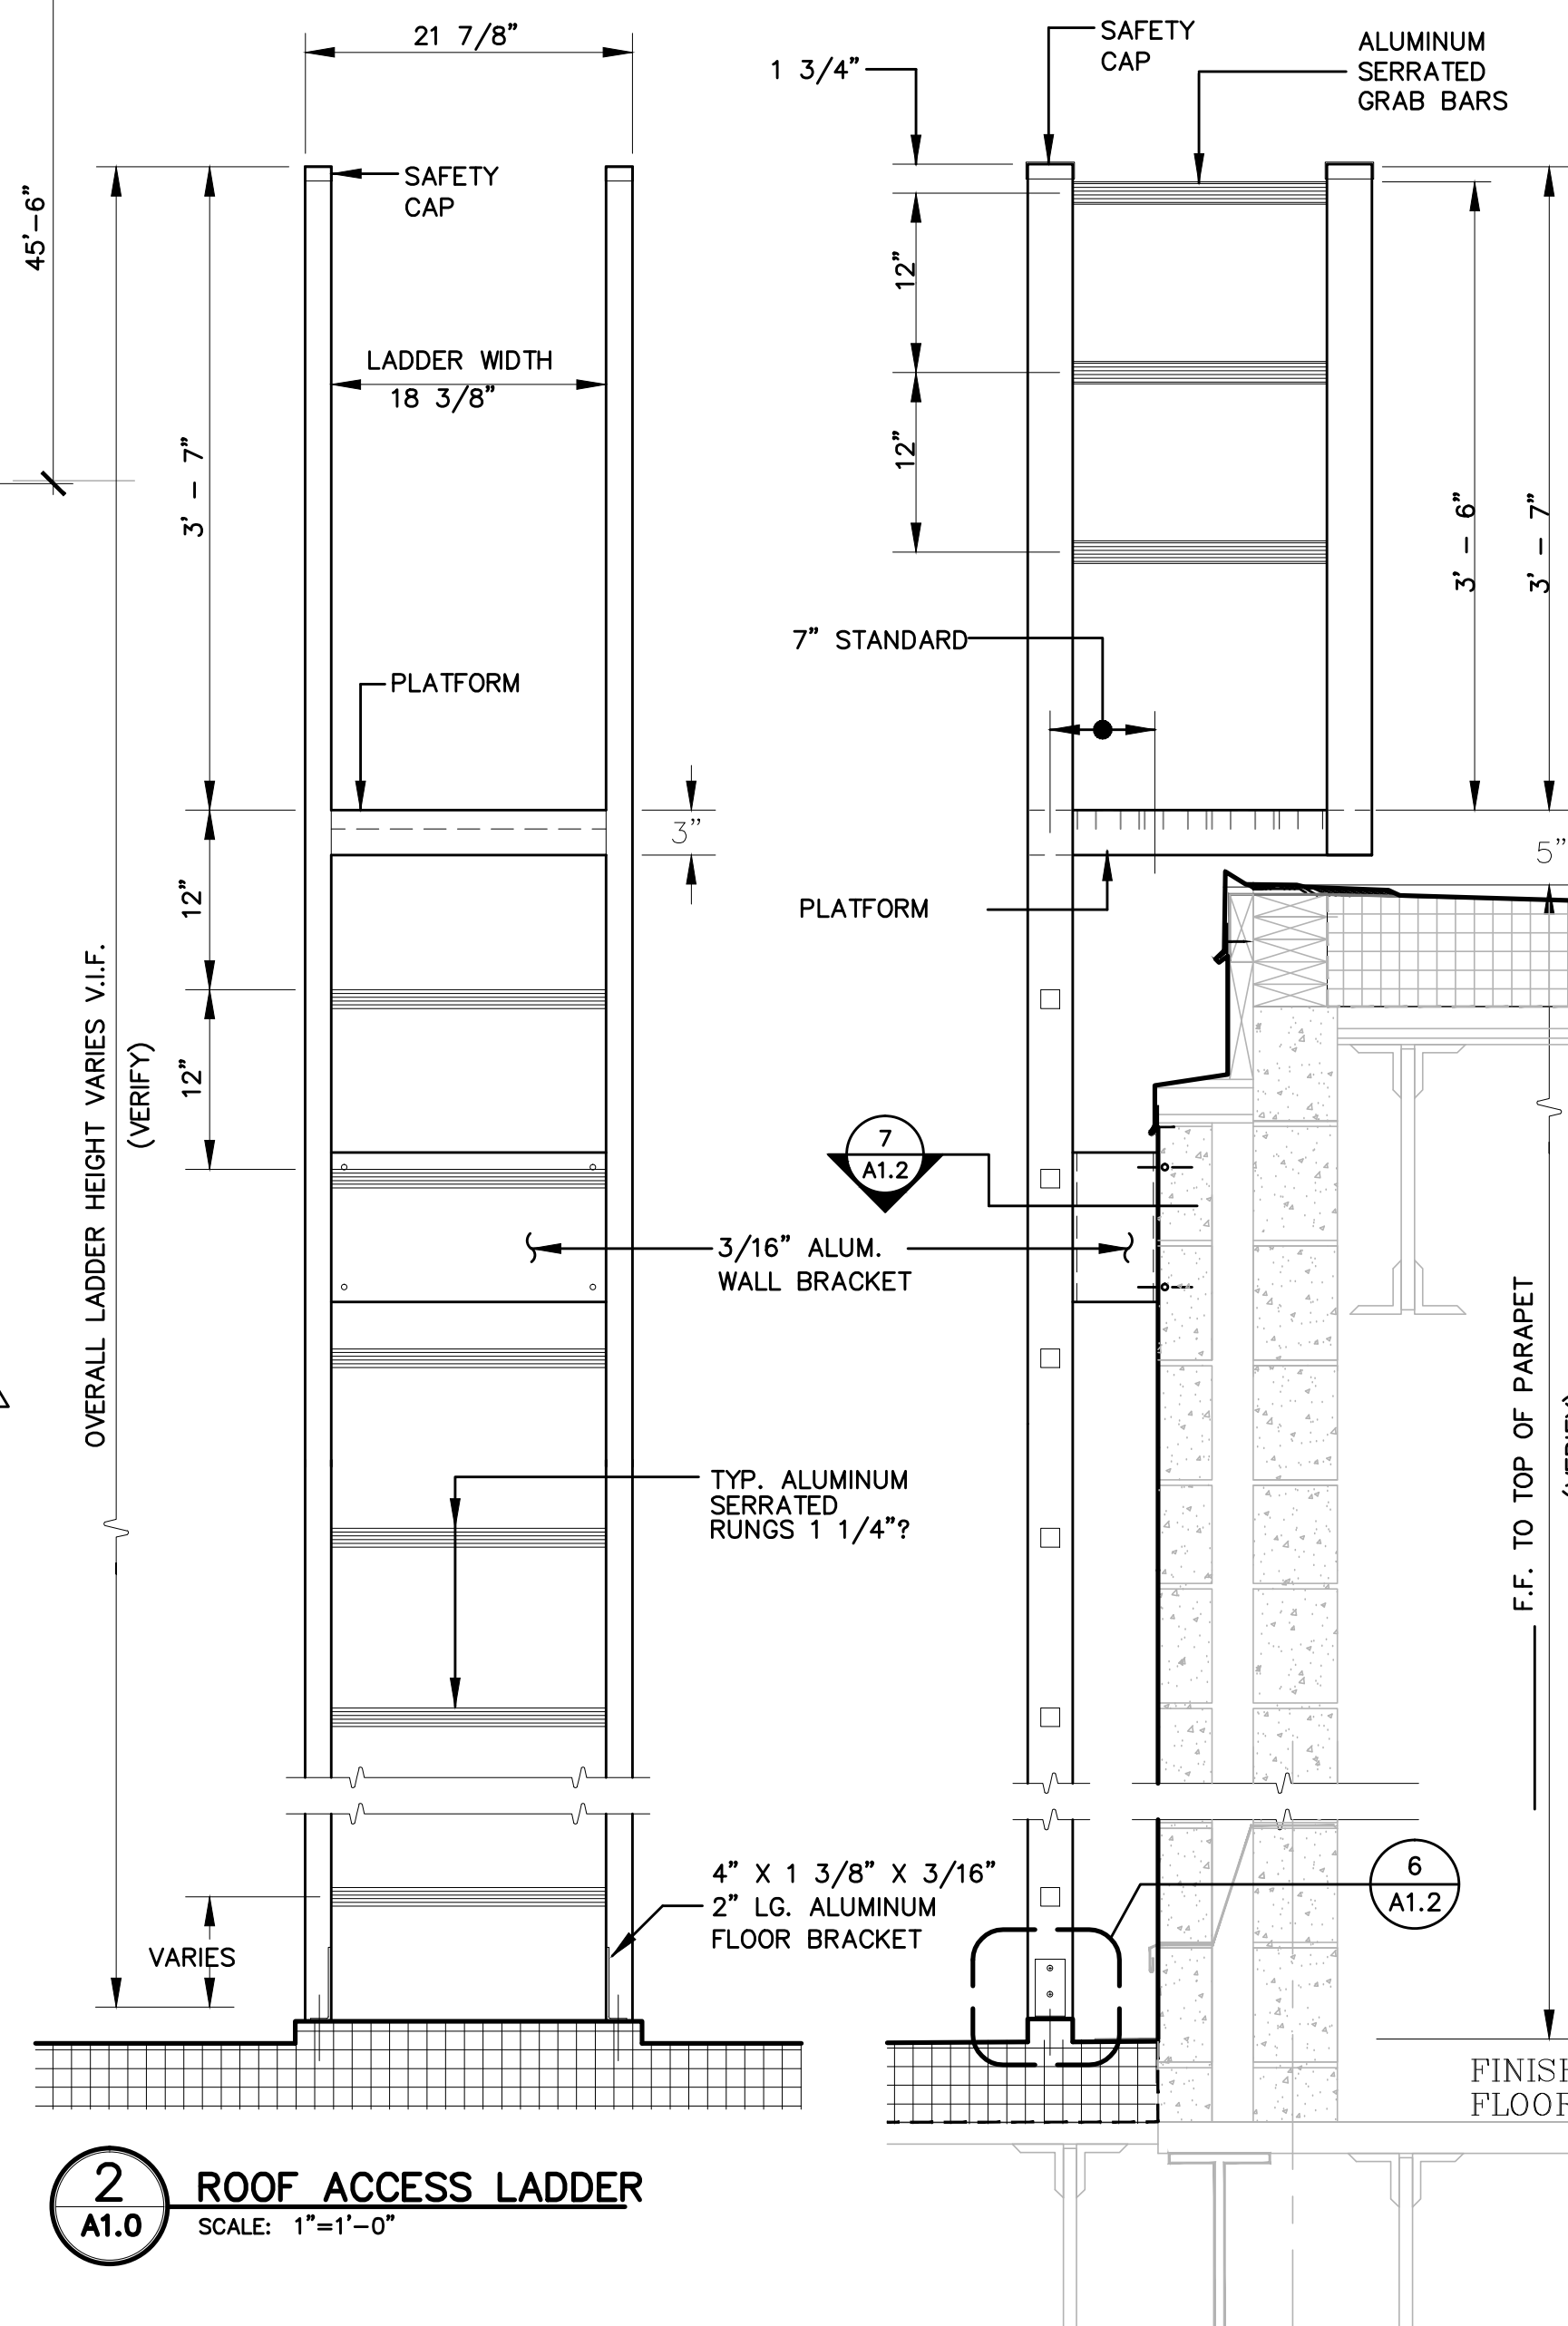 21 7/8”
SAFETY
CAP
ALUMINUM
SERRATED
GRAB BARS
1 3/4”
45'-6"
SAFETY
CAP
12”
LADDER WIDTH
18 3/8”
3' - 7”
12”
3' - 6”
3' - 7”
7” STANDARD
PLATFORM
3”
5”
12”
PLATFORM
OVERALL LADDER HEIGHT VARIES V.I.F.
(VERIFY)
12”
7
A1.2
3/16” ALUM.
WALL BRACKET
F.F. TO TOP OF PARAPET
TYP. ALUMINUM
SERRATED
RUNGS 1 1/4”?
4” X 1 3/8” X 3/16”
2” LG. ALUMINUM
FLOOR BRACKET
6
A1.2
VARIES
FINISH
FLOOR
2
A1.0
ROOF ACCESS LADDER
SCALE: 1”=1'-0”